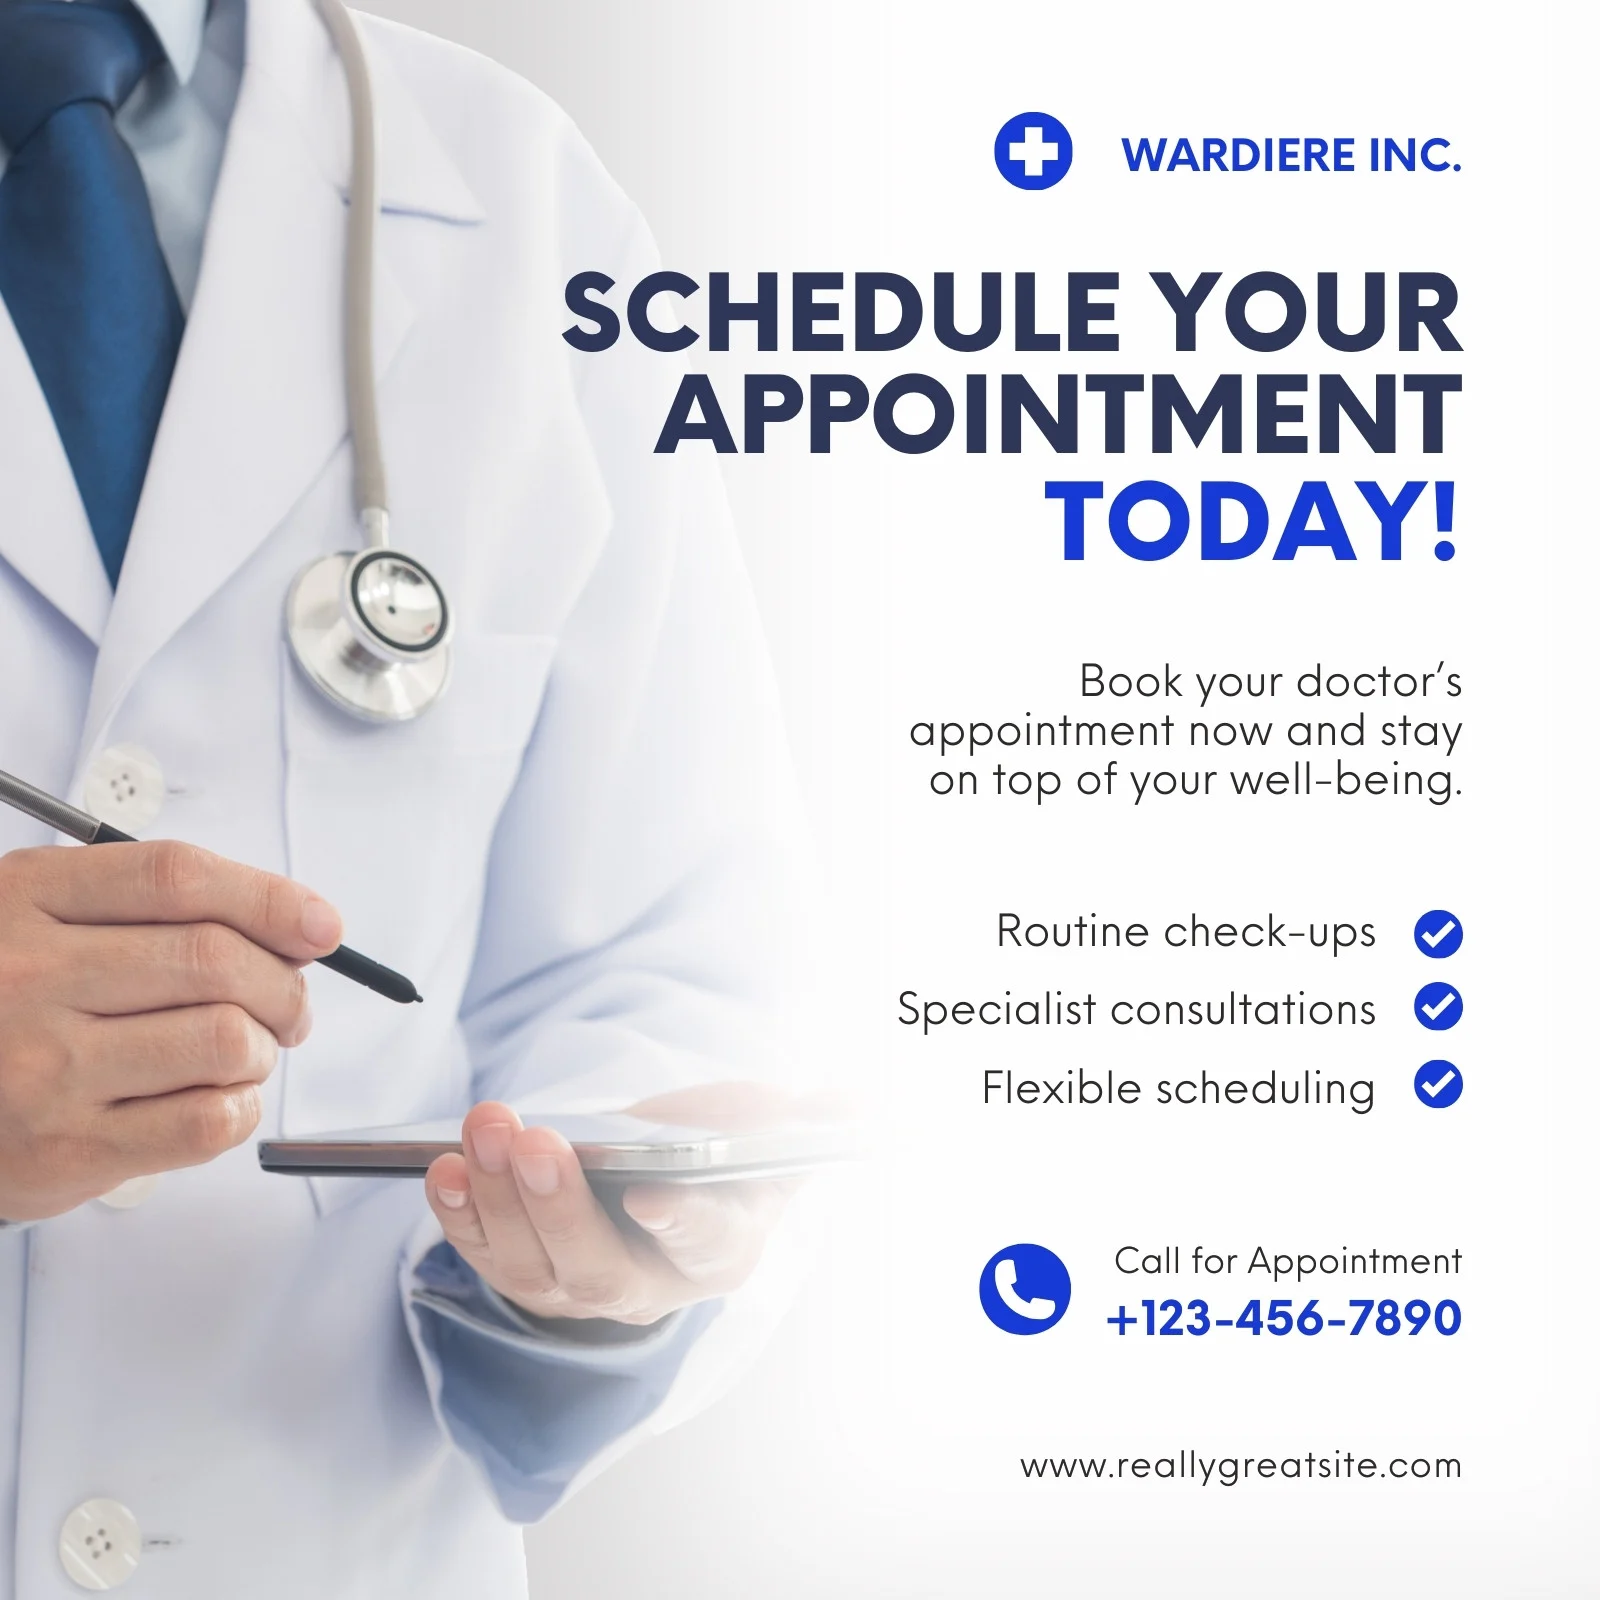 WARDIERE INC.
SCHEDULE YOUR
APPOINTMENT
TODAY!
Book your doctor’s
appointment now and stay
on top of your well-being.
Routine check-ups
Specialist consultations
Flexible scheduling
Call for Appointment
+123-456-7890
www.reallygreatsite.com